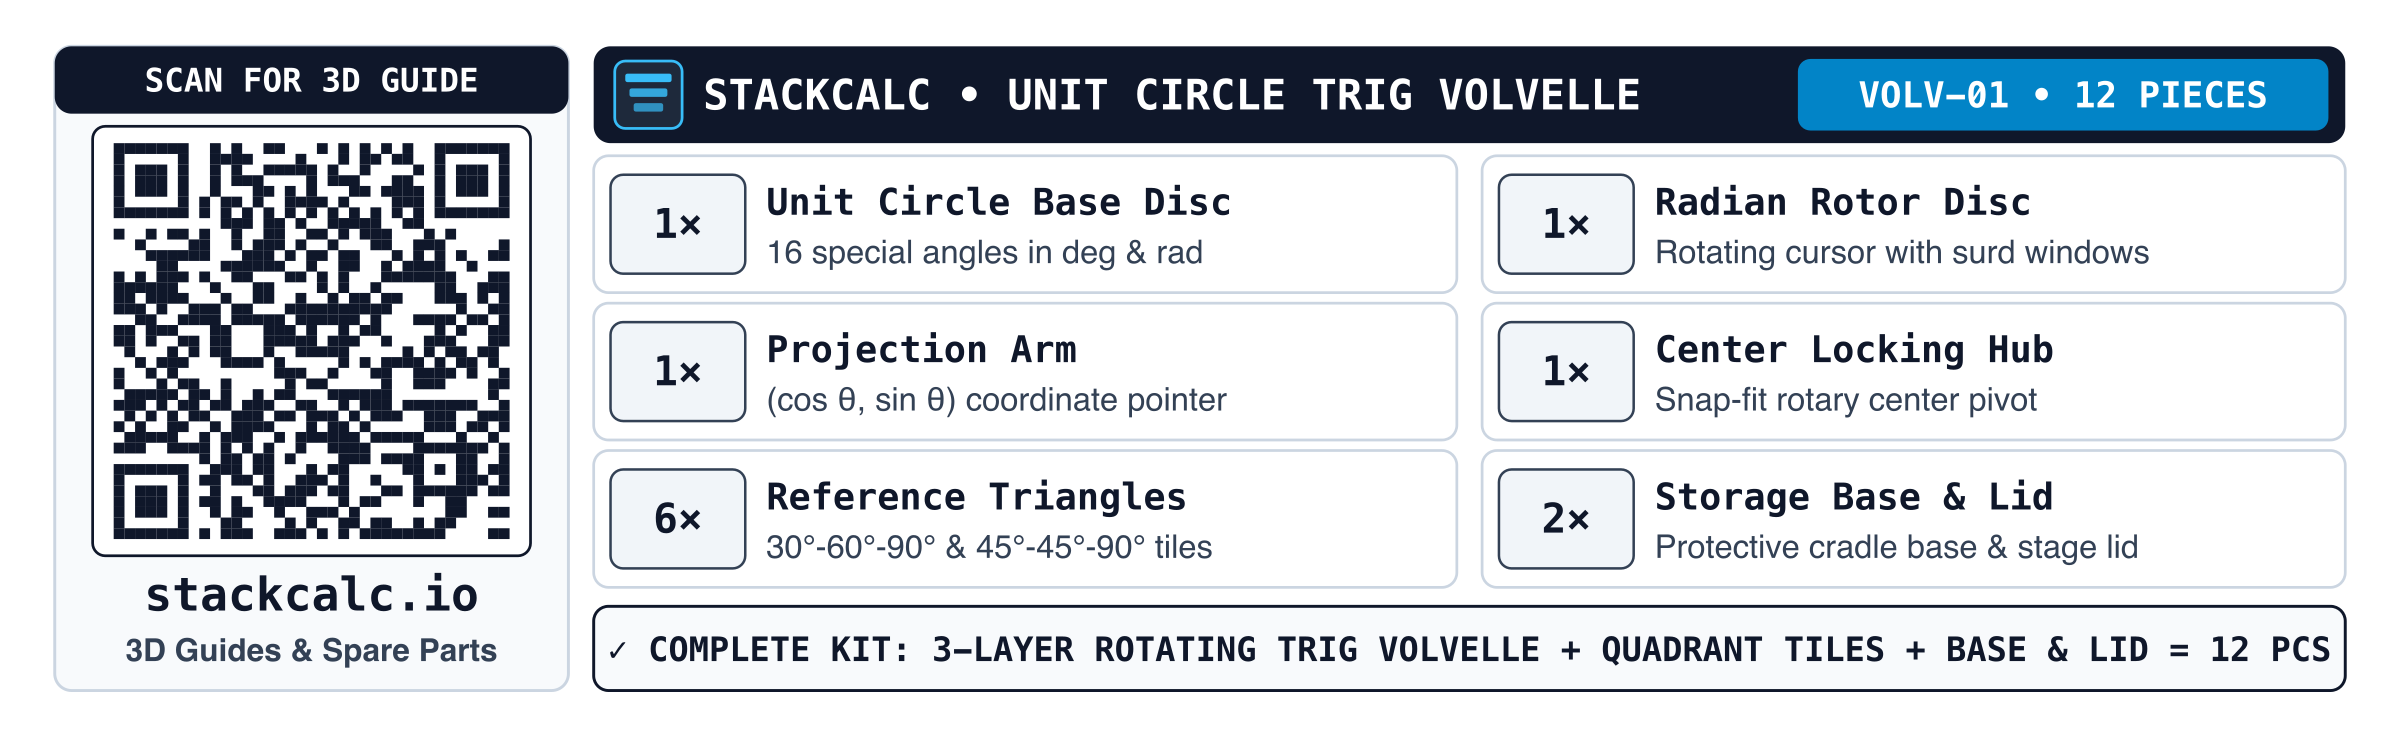 SCAN FOR 3D GUIDE
stackcalc.io
3D Guides & Spare Parts
STACKCALC • UNIT CIRCLE TRIG VOLVELLE
VOLV–01 • 12 PIECES
1×
Unit Circle Base Disc
16 special angles in deg & rad
1×
Radian Rotor Disc
Rotating cursor with surd windows
1×
Projection Arm
(cos θ, sin θ) coordinate pointer
1×
Center Locking Hub
Snap-fit rotary center pivot
6×
Reference Triangles
30°-60°-90° & 45°-45°-90° tiles
2×
Storage Base & Lid
Protective cradle base & stage lid
✓ COMPLETE KIT: 3–LAYER ROTATING TRIG VOLVELLE + QUADRANT TILES + BASE & LID = 12 PCS